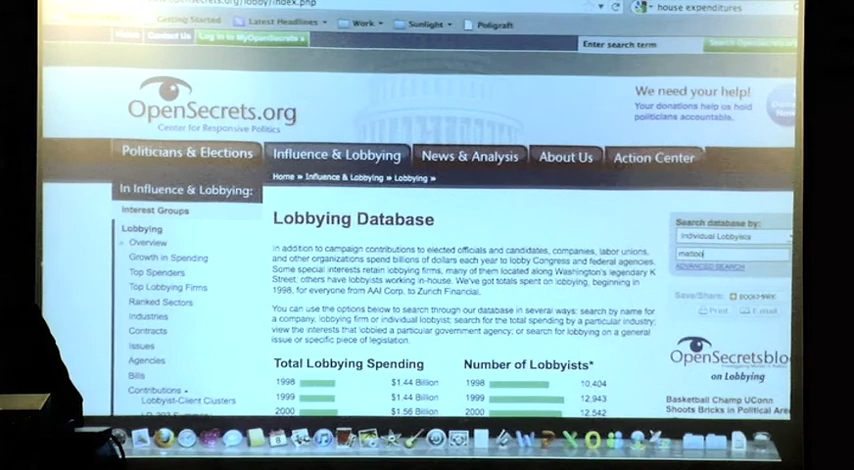 house expenditures
Getting Started
Latest Headlines
Work
Sunlight
Poligraft
Home
Contact Us
Log in to MyOpenSecrets
Enter search term
OpenSecrets.org
Center for Responsive Politics
We need your help!
Your donations help us hold
politicians accountable.
Politicians & Elections
Influence & Lobbying
News & Analysis
About Us
Action Center
Home » Influence & Lobbying » Lobbying »
In Influence & Lobbying:
Interest Groups
Lobbying
Overview
Growth in Spending
Top Spenders
Top Lobbying Firms
Ranked Sectors
Industries
Contracts
Issues
Agencies
Bills
Contributions
Lobbyist-Client Clusters
Lobbying Database
In addition to campaign contributions to elected officials and candidates, companies, labor unions,
and other organizations spend billions of dollars each year to lobby Congress and federal agencies.
Some special interests retain lobbying firms, many of them located along Washington's legendary K
Street; others have lobbyists working in-house. We've got totals spent on lobbying, beginning in
1998, for everyone from AAI Corp. to Zurich Financial.
You can use the options below to search through our database in several ways: search by name for
a company, lobbying firm or individual lobbyist; search for the total spending by a particular industry;
view the interests that lobbied a particular government agency; or search for lobbying on a general
issue or specific piece of legislation.
Total Lobbying Spending
1998 $1.44 Billion
1999 $1.44 Billion
2000 $1.56 Billion
Number of Lobbyists*
1998 10,404
1999 12,943
2000 12,542
Search database by:
Individual Lobbyists
mattoo
ADVANCED SEARCH
Save/Share:
BOOKMARK
Print
E-mail
OpenSecretsblo
Investigating Money in Politics
on Lobbying
Basketball Champ UConn
Shoots Bricks in Political Are